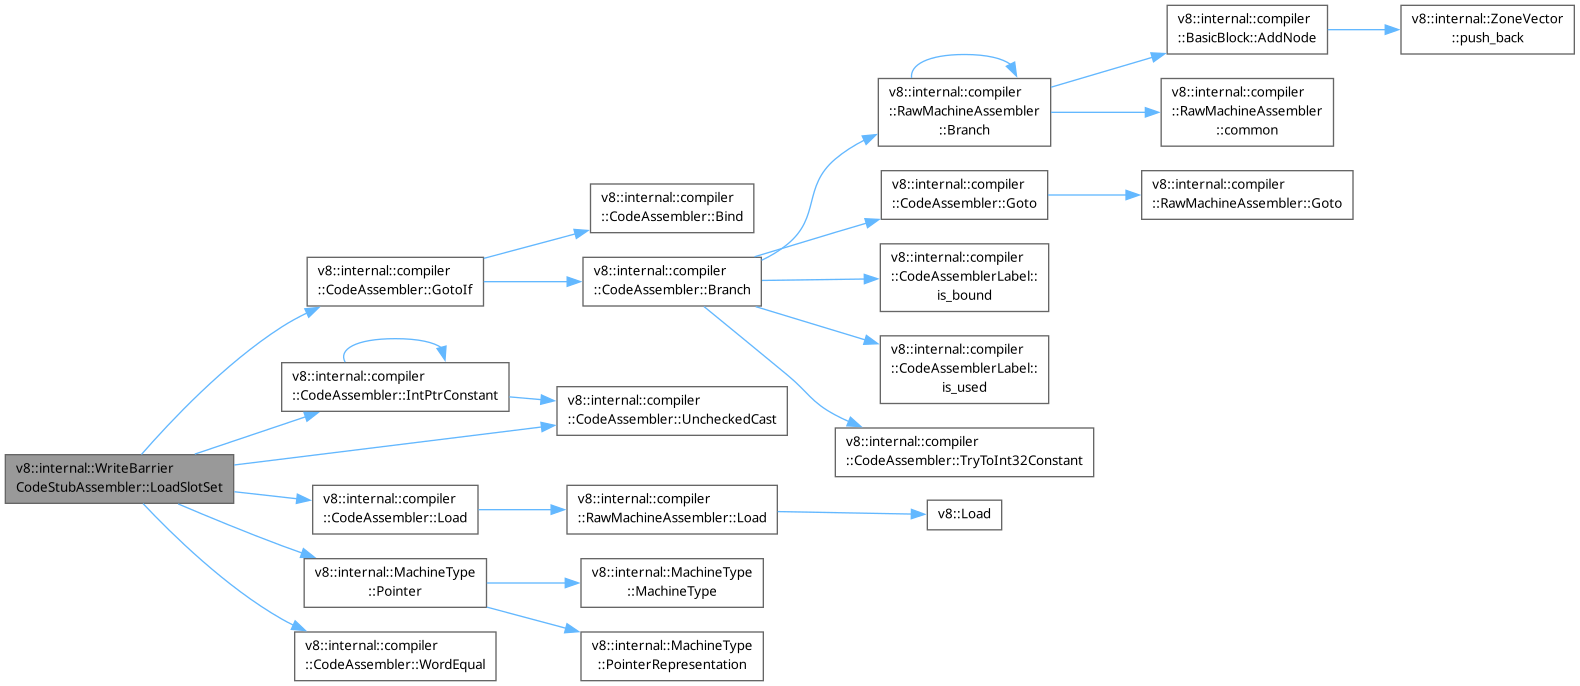 v8::internal::WriteBarrier
CodeStubAssembler::LoadSlotSet
v8::internal::compiler
::CodeAssembler::GotoIf
v8::internal::compiler
::CodeAssembler::Bind
v8::internal::compiler
::CodeAssembler::Branch
v8::internal::compiler
::RawMachineAssembler
::Branch
v8::internal::compiler
::BasicBlock::AddNode
v8::internal::ZoneVector
::push_back
v8::internal::compiler
::RawMachineAssembler
::common
v8::internal::compiler
::CodeAssembler::Goto
v8::internal::compiler
::RawMachineAssembler::Goto
v8::internal::compiler
::CodeAssemblerLabel::
is_bound
v8::internal::compiler
::CodeAssemblerLabel::
is_used
v8::internal::compiler
::CodeAssembler::TryToInt32Constant
v8::internal::compiler
::CodeAssembler::IntPtrConstant
v8::internal::compiler
::CodeAssembler::UncheckedCast
v8::internal::compiler
::CodeAssembler::Load
v8::internal::compiler
::RawMachineAssembler::Load
v8::Load
v8::internal::MachineType
::Pointer
v8::internal::MachineType
::MachineType
v8::internal::MachineType
::PointerRepresentation
v8::internal::compiler
::CodeAssembler::WordEqual